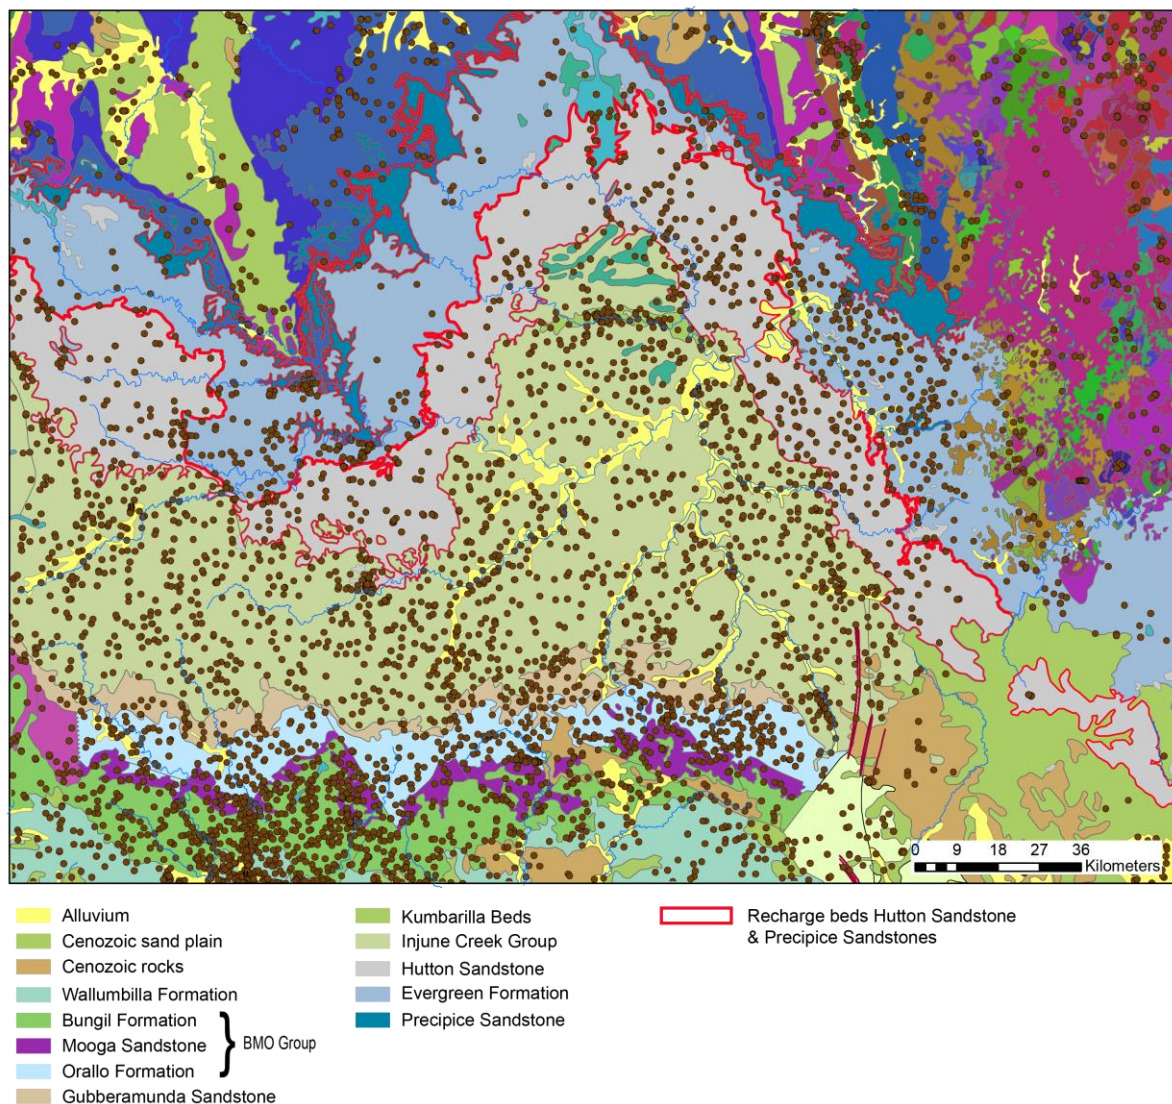 0 9 18 27 36
Kilometers
Alluvium
Cenozoic sand plain
Cenozoic rocks
Wallumbilla Formation
Bungil Formation
Mooga Sandstone
Orallo Formation
Gubberamunda Sandstone
BMO Group
Kumbarilla Beds
Injune Creek Group
Hutton Sandstone
Evergreen Formation
Precipice Sandstone
Recharge beds Hutton Sandstone
& Precipice Sandstones